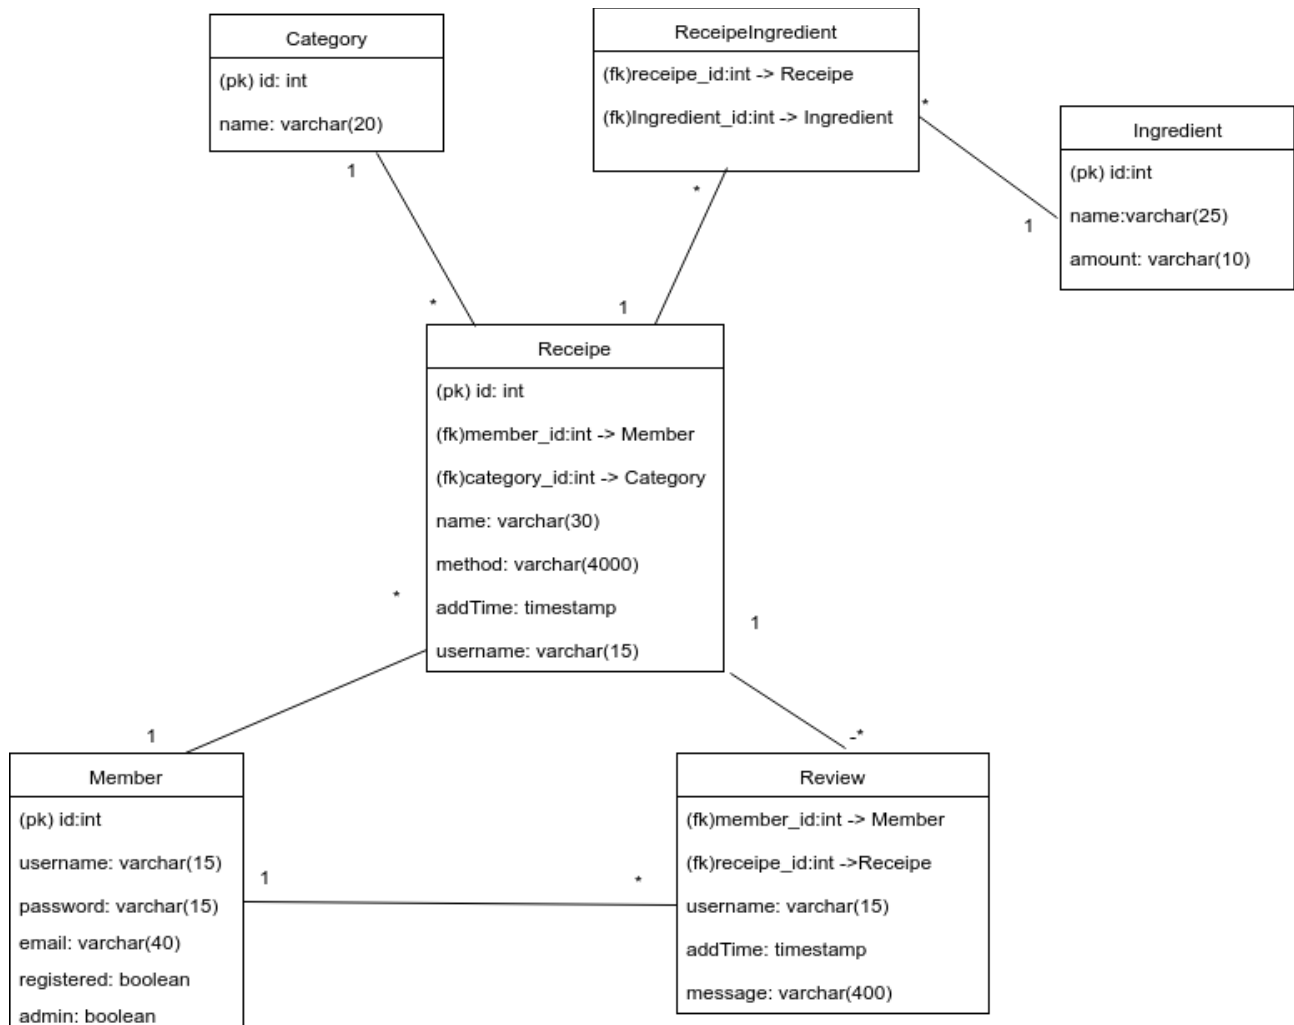 Category
(pk) id: int
name: varchar(20)
1
*
ReceipeIngredient
(fk)receipe_id:int -> Receipe
(fk)Ingredient_id:int -> Ingredient
*
1
*
1
Ingredient
(pk) id:int
name:varchar(25)
amount: varchar(10)
Receipe
(pk) id: int
(fk)member_id:int -> Member
(fk)category_id:int -> Category
name: varchar(30)
method: varchar(4000)
addTime: timestamp
username: varchar(15)
*
1
1
-*
Member
(pk) id:int
username: varchar(15)
password: varchar(15)
email: varchar(40)
registered: boolean
admin: boolean
1
*
Review
(fk)member_id:int -> Member
(fk)receipe_id:int ->Receipe
username: varchar(15)
addTime: timestamp
message: varchar(400)